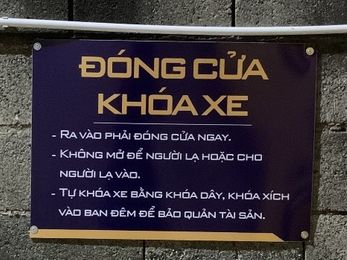 ĐÓNG CỬA
KHÓA XE
- RA VÀO PHẢI ĐÓNG CỬA NGAY.
- KHÔNG MỞ ĐỂ NGƯỜI LẠ HOẶC CHO
NGƯỜI LẠ VÀO.
- TỰ KHÓA XE BẰNG KHÓA DÂY, KHÓA XÍCH
VÀO BAN ĐÊM ĐỂ BẢO QUẢN TÀI SẢN.